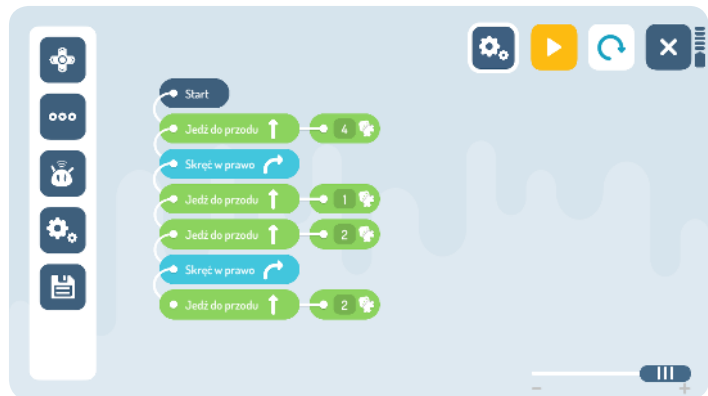 Start
Jedź do przodu 4
Skręć w prawo
Jedź do przodu 1
Jedź do przodu 2
Skręć w prawo
Jedź do przodu 2
- +